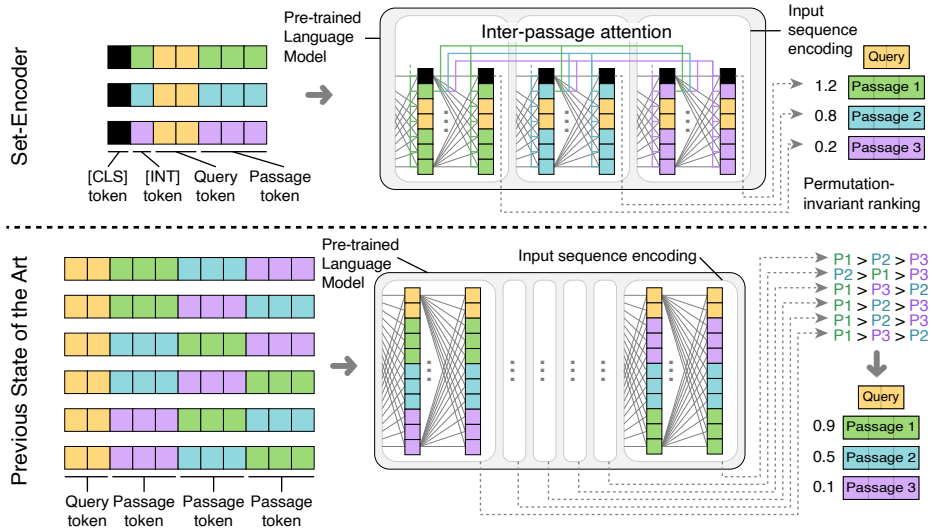 Set-Encoder
[CLS]
token
[INT]
token
Query
token
Passage
token
Pre-trained
Language
Model
Inter-passage attention
Input
sequence
encoding
Query
1.2 Passage 1
0.8 Passage 2
0.2 Passage 3
Permutation-
invariant ranking
Previous State of the Art
Query
token
Passage
token
Passage
token
Passage
token
Pre-trained
Language
Model
Input sequence encoding
P1 > P2 > P3
P2 > P1 > P3
P1 > P3 > P2
P1 > P2 > P3
P1 > P2 > P3
P1 > P3 > P2
Query
0.9 Passage 1
0.5 Passage 2
0.1 Passage 3